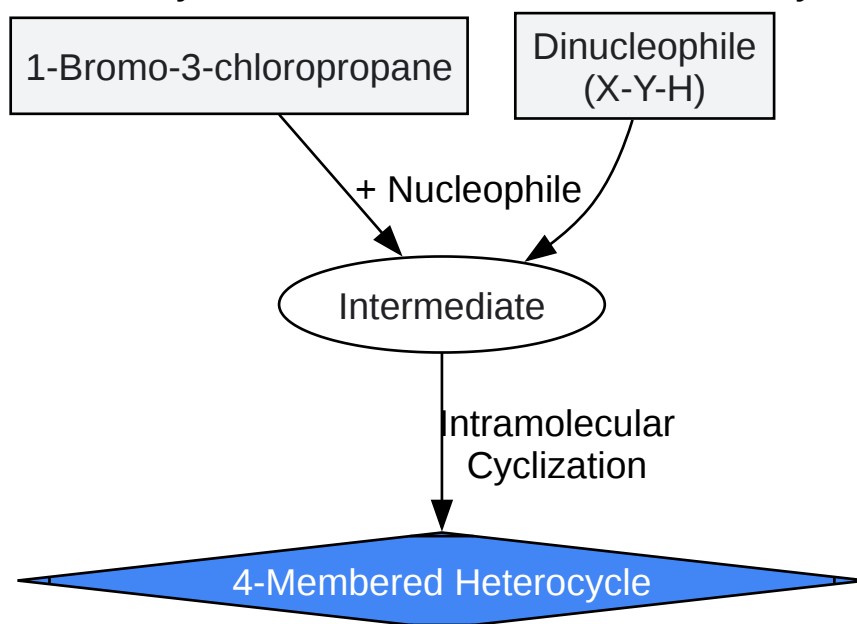 1-Bromo-3-chloropropane
Dinucleophile
(X-Y-H)
+ Nucleophile
Intermediate
Intramolecular
Cyclization
4-Membered Heterocycle